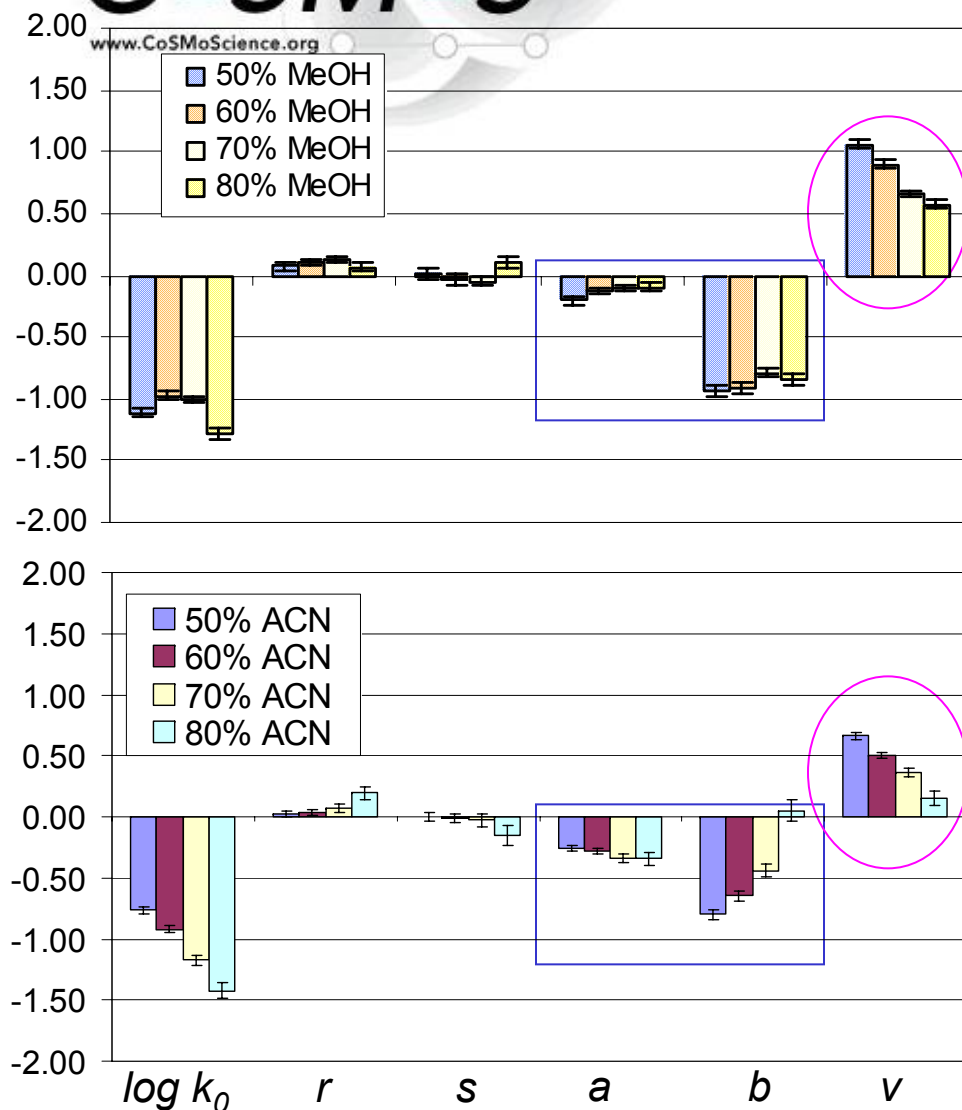 www.CoSMoScience.org
2.00
1.50
1.00
0.50
0.00
-0.50
-1.00
-1.50
-2.00
50% MeOH
60% MeOH
70% MeOH
80% MeOH
2.00
1.50
1.00
0.50
0.00
-0.50
-1.00
-1.50
-2.00
50% ACN
60% ACN
70% ACN
80% ACN
log k0 r s a b v